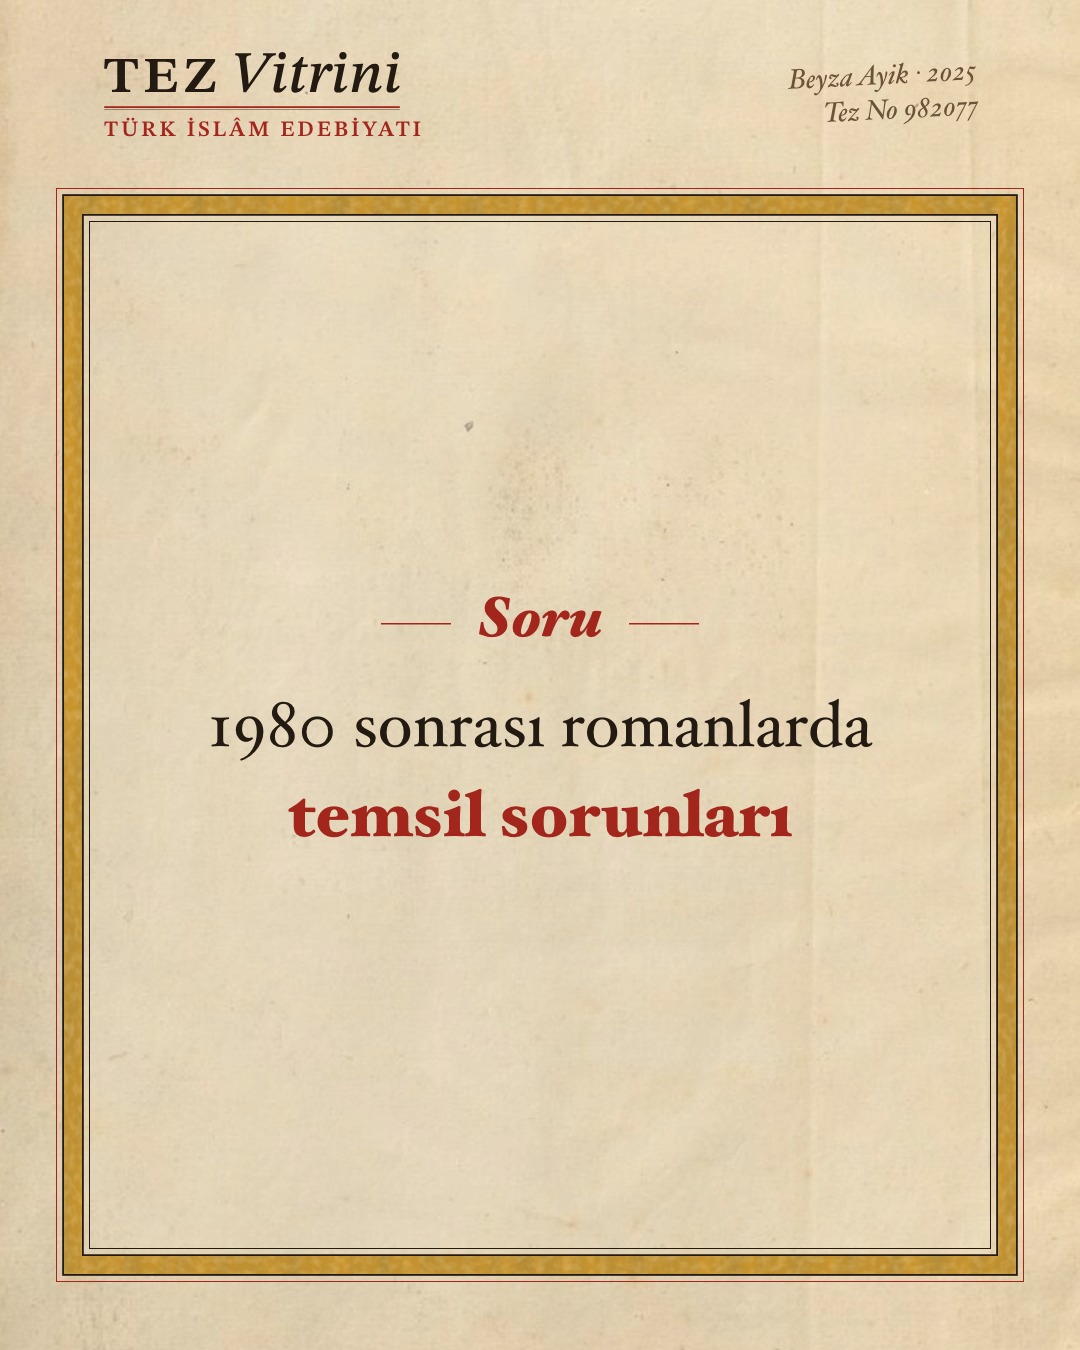 TEZ Vitrini
TÜRK İSLÂM EDEBİYATI
Beyza Ayik · 2025
Tez No 982077
Soru
1980 sonrası romanlarda
temsil sorunları